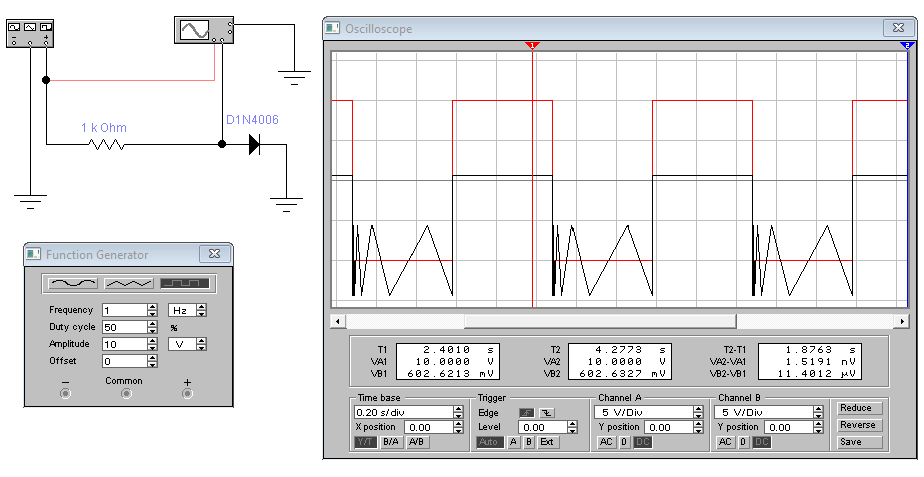 1 k Ohm
D1N4006
Function Generator
Frequency 1 Hz
Duty cycle 50 %
Amplitude 10 V
Offset 0
− Common +
Oscilloscope
1 2
T1 2.4010 s
VA1 10.0000 V
VB1 602.6213 mV
T2 4.2773 s
VA2 10.0000 V
VB2 602.6327 mV
T2-T1 1.8763 s
VA2-VA1 1.5191 nV
VB2-VB1 11.4012 µV
Time base
0.20 s/div
X position 0.00
Y/T B/A A/B
Trigger
Edge
Level 0.00
Auto A B Ext
Channel A
5 V/Div
Y position 0.00
AC 0 DC
Channel B
5 V/Div
Y position 0.00
AC 0 DC
Reduce
Reverse
Save